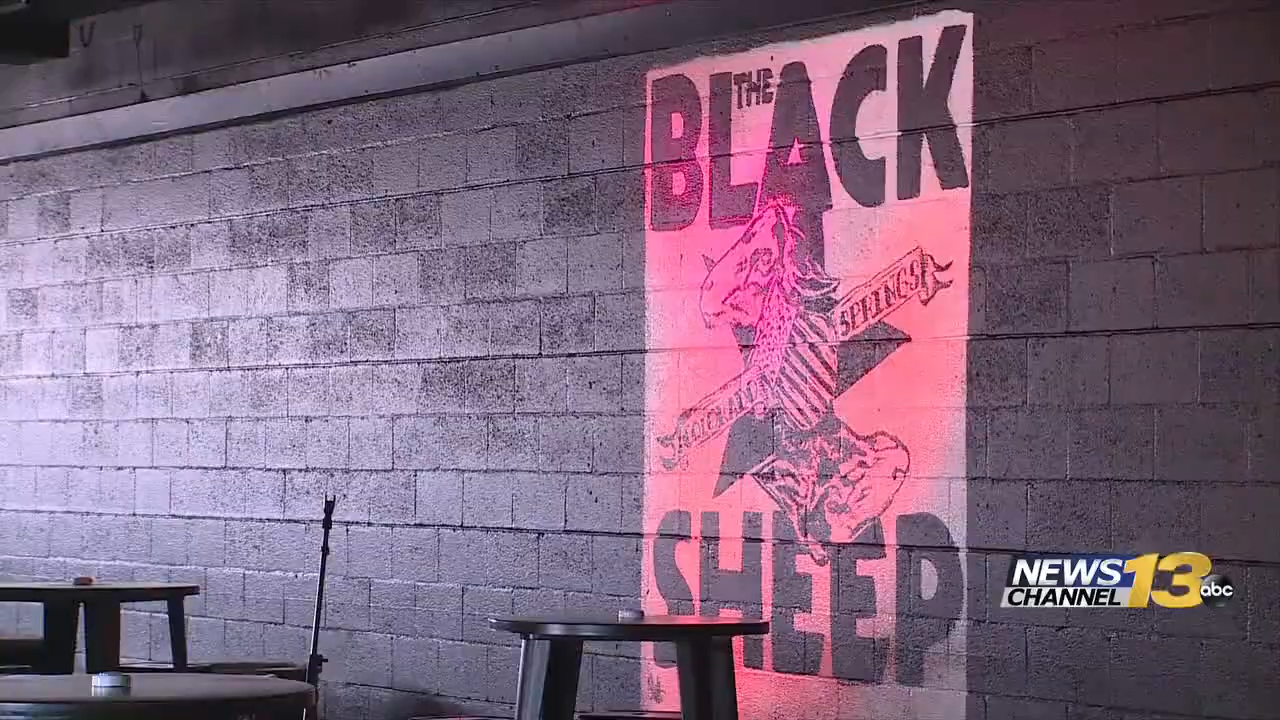 THE
BLACK
SPRINGS
COLORADO
SHEEP
NEWS
CHANNEL
13
abc